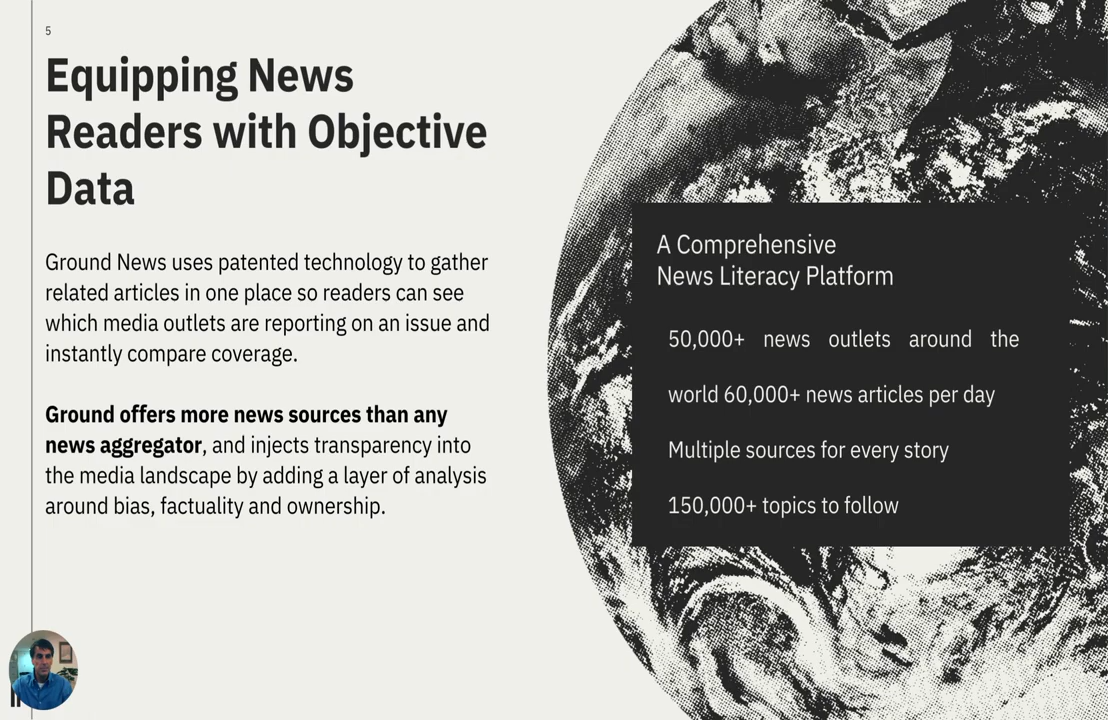 5
Equipping News
Readers with Objective
Data
Ground News uses patented technology to gather
related articles in one place so readers can see
which media outlets are reporting on an issue and
instantly compare coverage.
Ground offers more news sources than any
news aggregator, and injects transparency into
the media landscape by adding a layer of analysis
around bias, factuality and ownership.
A Comprehensive
News Literacy Platform
50,000+ news outlets around the
world 60,000+ news articles per day
Multiple sources for every story
150,000+ topics to follow